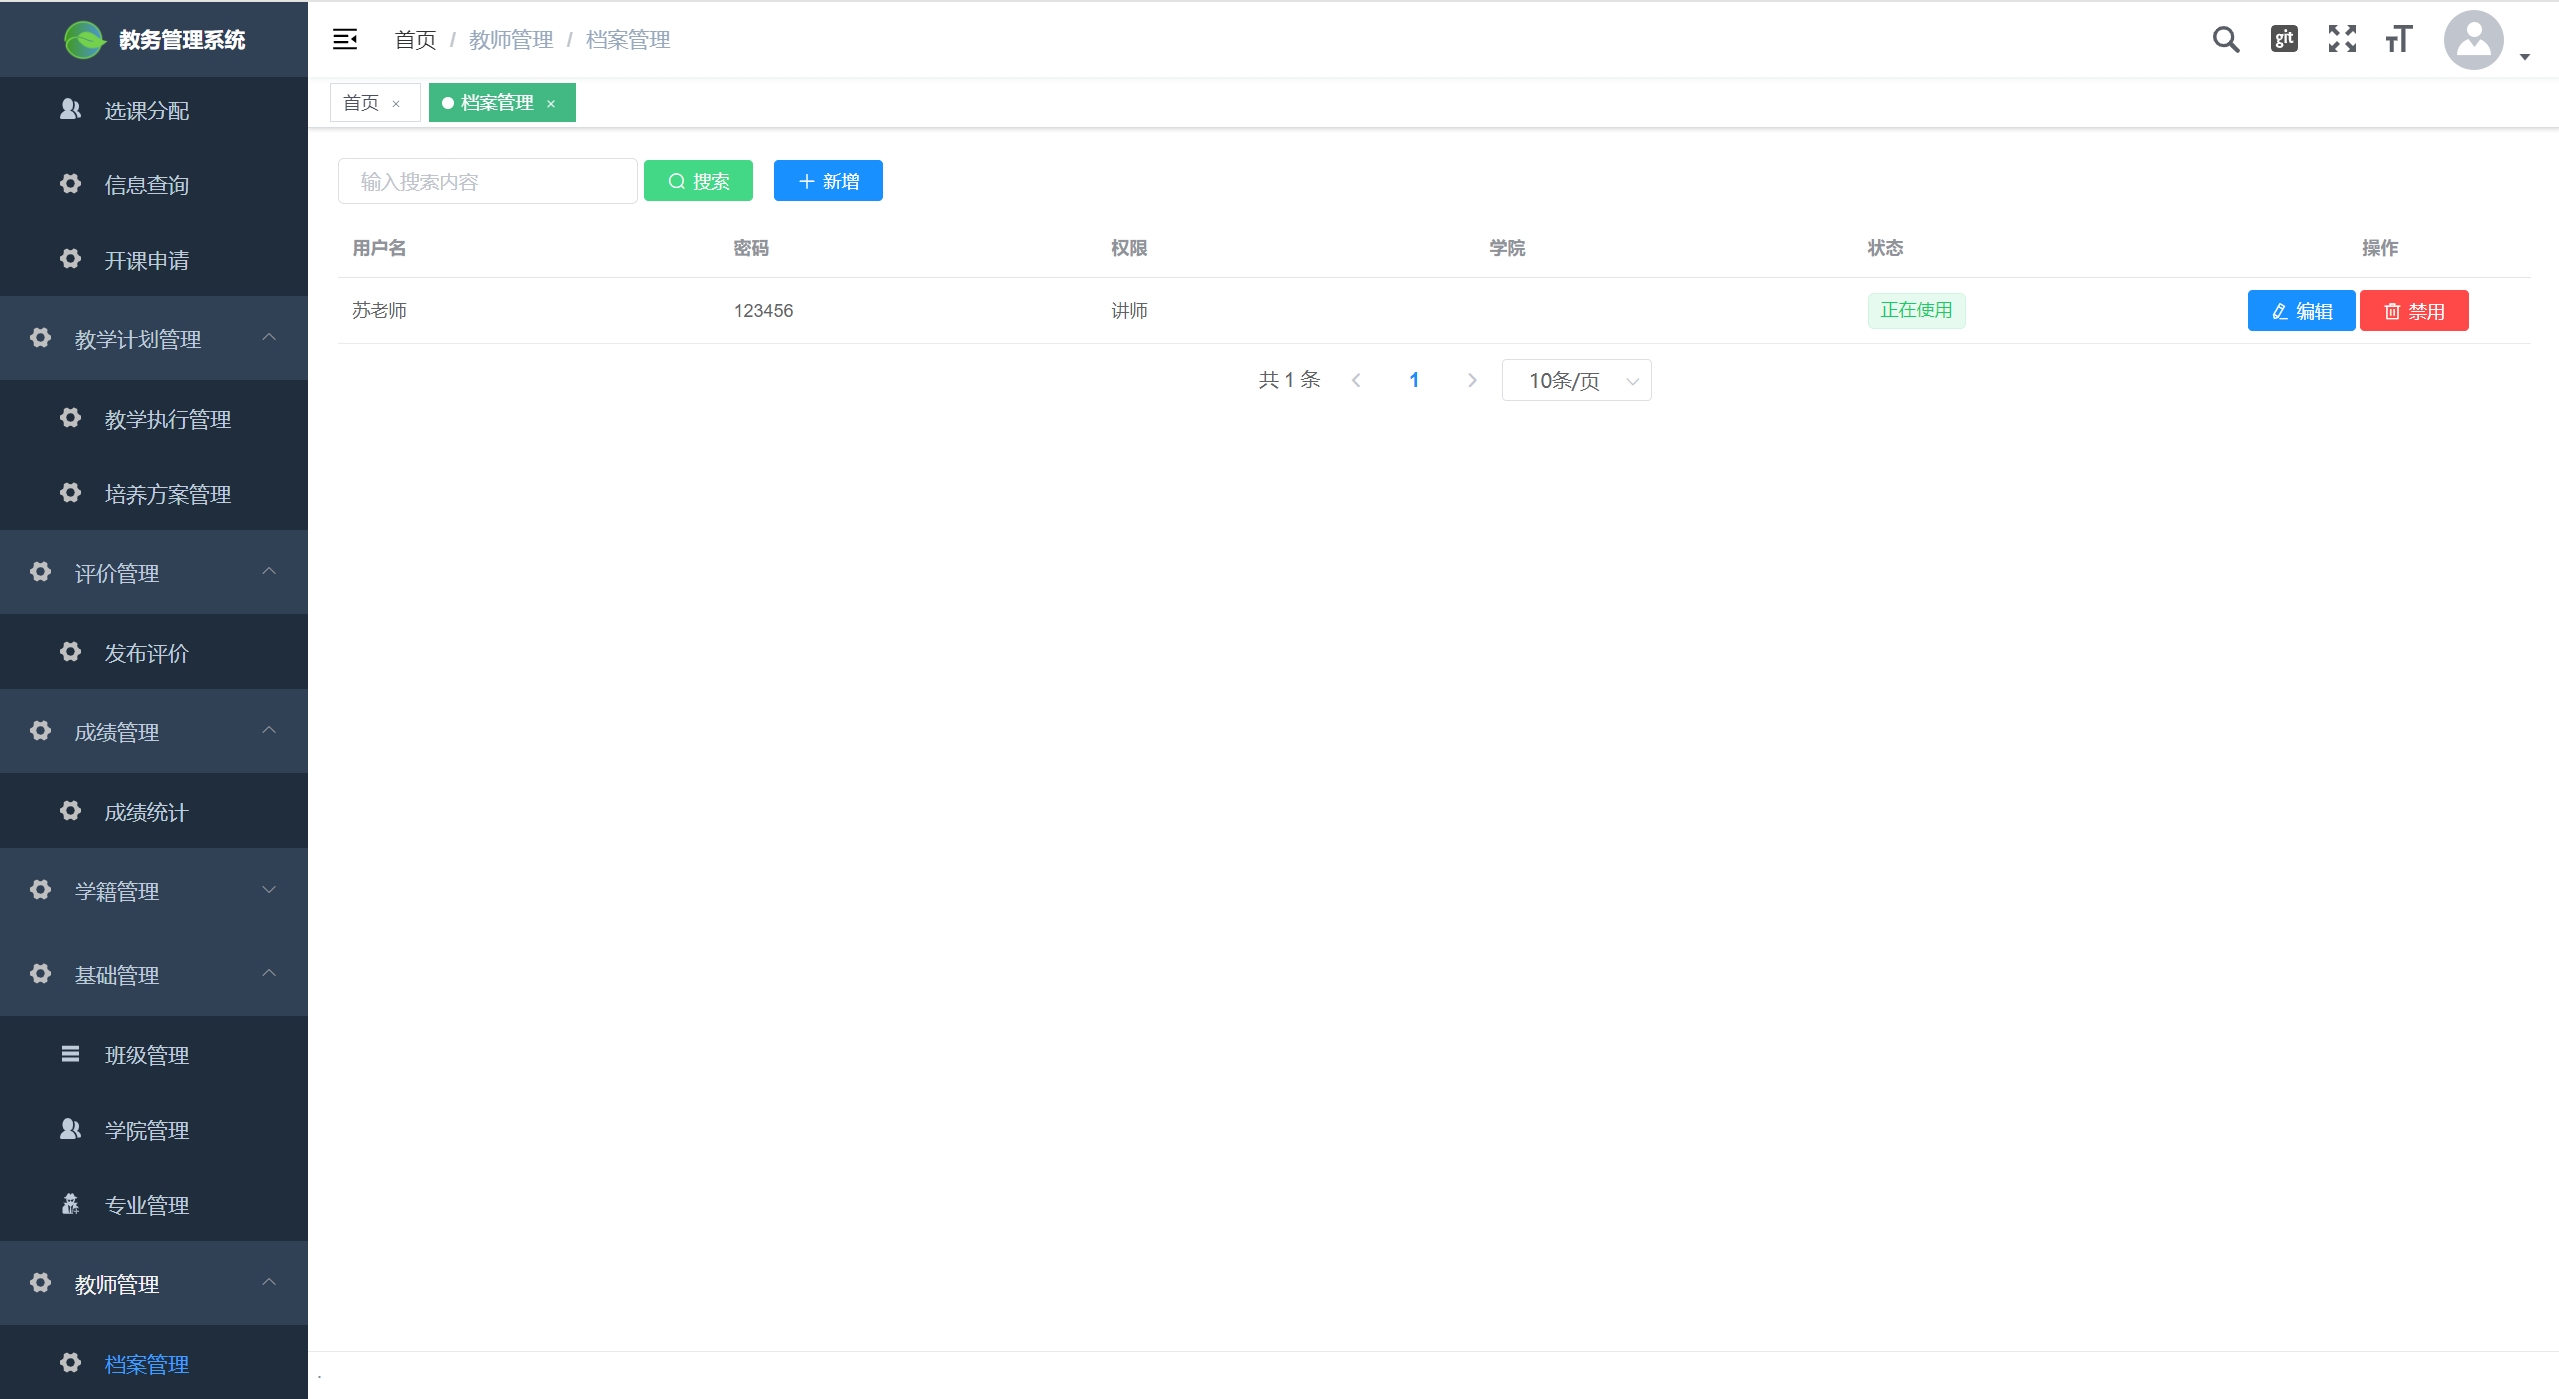 教务管理系统
选课分配
信息查询
开课申请
教学计划管理
教学执行管理
培养方案管理
评价管理
发布评价
成绩管理
成绩统计
学籍管理
基础管理
班级管理
学院管理
专业管理
教师管理
档案管理
首页 / 教师管理 / 档案管理
git
首页 × 档案管理 ×
输入搜索内容 搜索 新增
用户名 密码 权限 学院 状态 操作
苏老师 123456 讲师 正在使用 编辑 禁用
共 1 条 1 10条/页
.